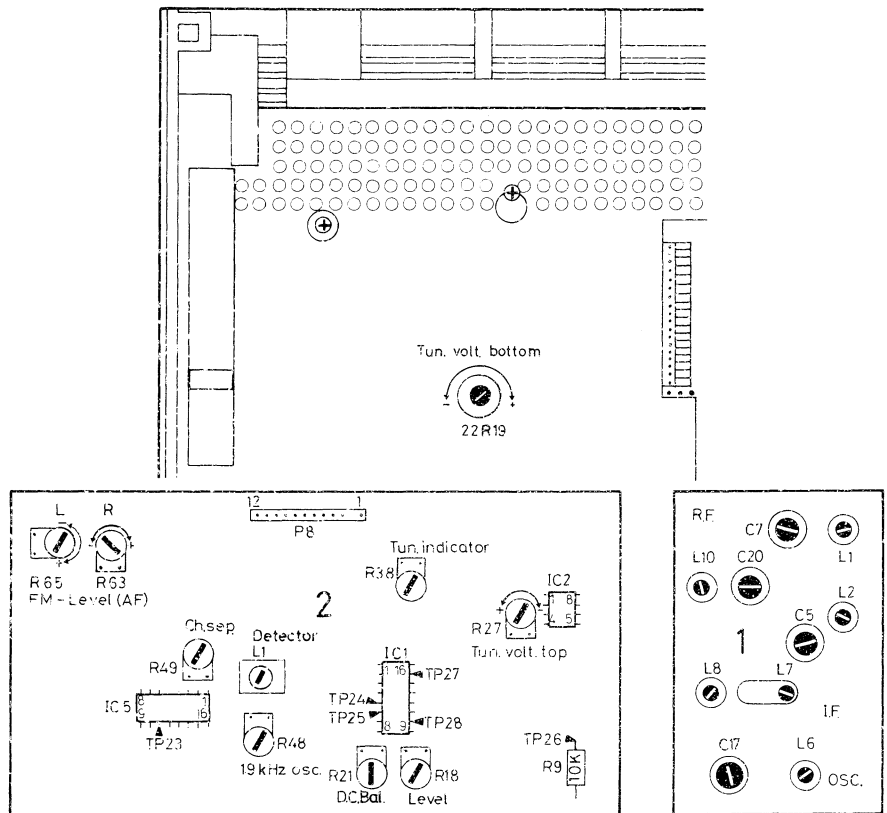 Tun. volt. bottom
- +
22R19
L R
- +
- +
R65 R63
FM-Level (AF)
12 1
P8
Tun. indicator
R38
2
IC2
1 8
4 5
+ -
R27
Tun. volt. top
Ch.sep.
R49
Detector
L1
IC5
8 1
9 16
TP23
R48
19 kHz osc.
IC1
1 16
8 9
TP27
TP24
TP25
TP28
R21 R18
D.C.Bal. Level
TP26
R9 10K
R.F.
C7 L1
L10 C20
L2
C5
1
L8 L7
I.F.
C17 L6
OSC.